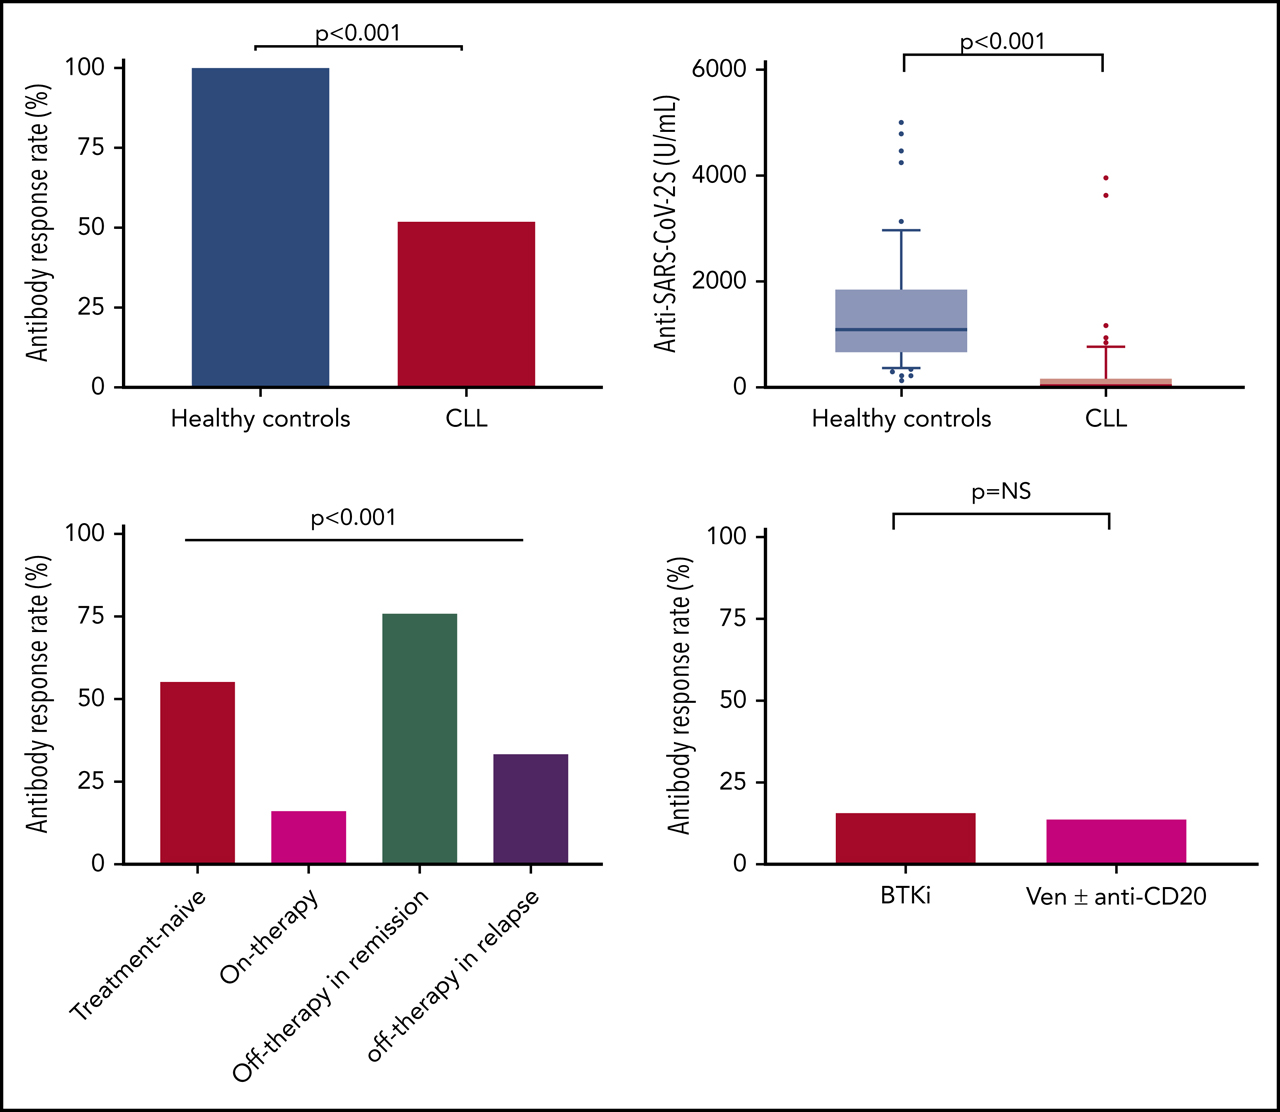 p<0.001
Antibody response rate (%)
100
75
50
25
0
Healthy controls
CLL
p<0.001
Anti-SARS-CoV-2S (U/mL)
6000
4000
2000
0
Healthy controls
CLL
p<0.001
Antibody response rate (%)
100
75
50
25
0
Treatment-naive
On-therapy
Off-therapy in remission
off-therapy in relapse
p=NS
Antibody response rate (%)
100
75
50
25
0
BTKi
Ven ± anti-CD20